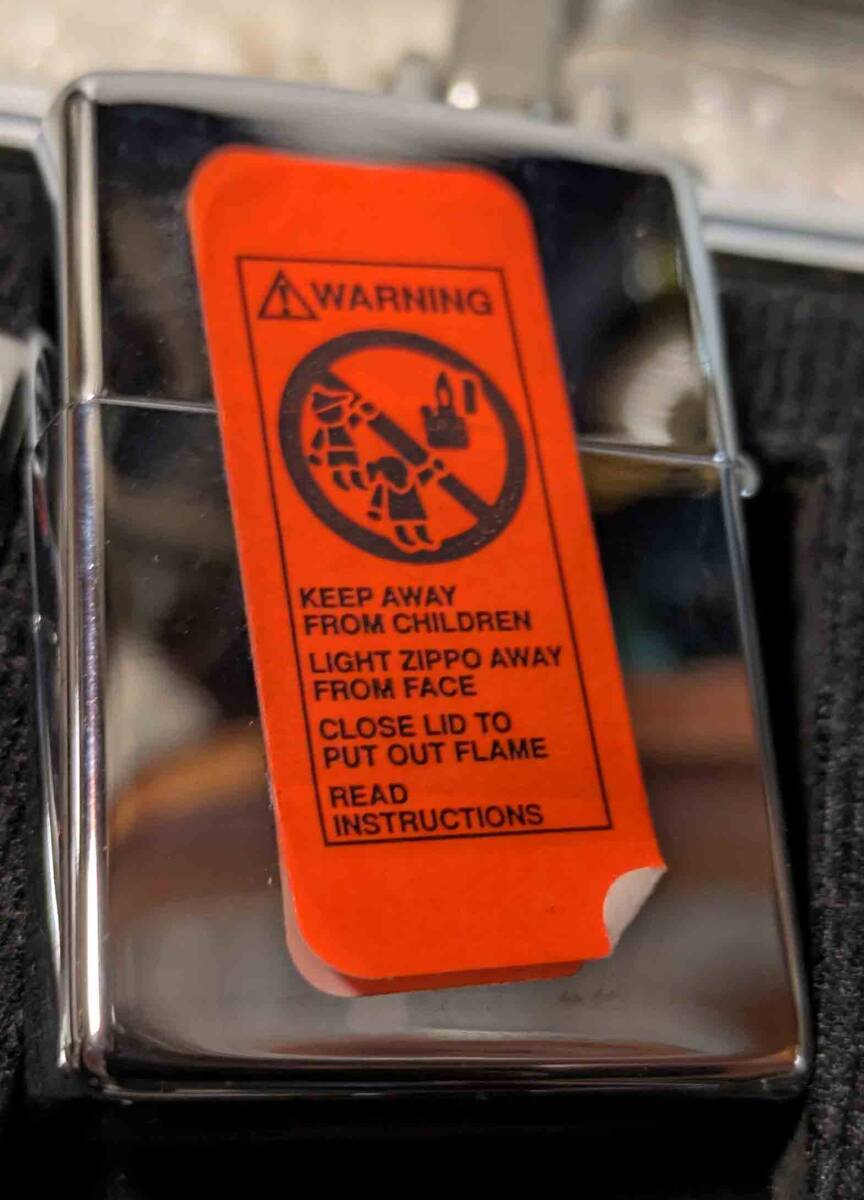 WARNING
KEEP AWAY
FROM CHILDREN
LIGHT ZIPPO AWAY
FROM FACE
CLOSE LID TO
PUT OUT FLAME
READ
INSTRUCTIONS